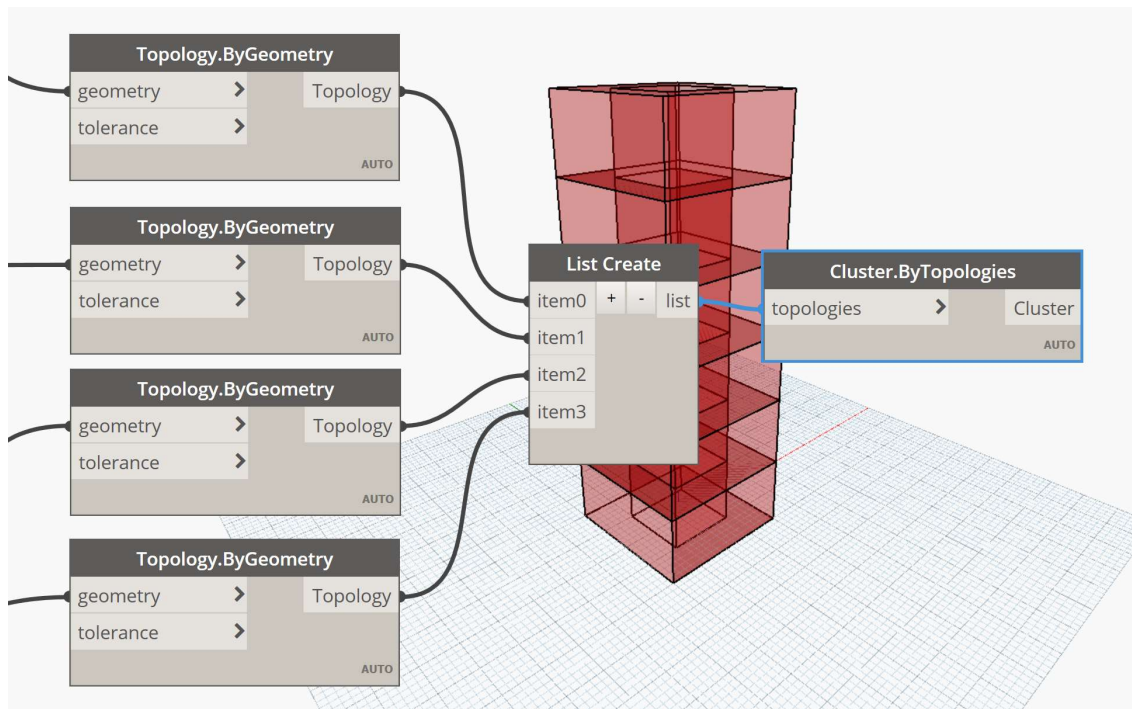 Topology.ByGeometry
geometry > Topology
tolerance >
AUTO
Topology.ByGeometry
geometry > Topology
tolerance >
AUTO
Topology.ByGeometry
geometry > Topology
tolerance >
AUTO
Topology.ByGeometry
geometry > Topology
tolerance >
AUTO
List Create
item0 + - list
item1
item2
item3
Cluster.ByTopologies
topologies > Cluster
AUTO